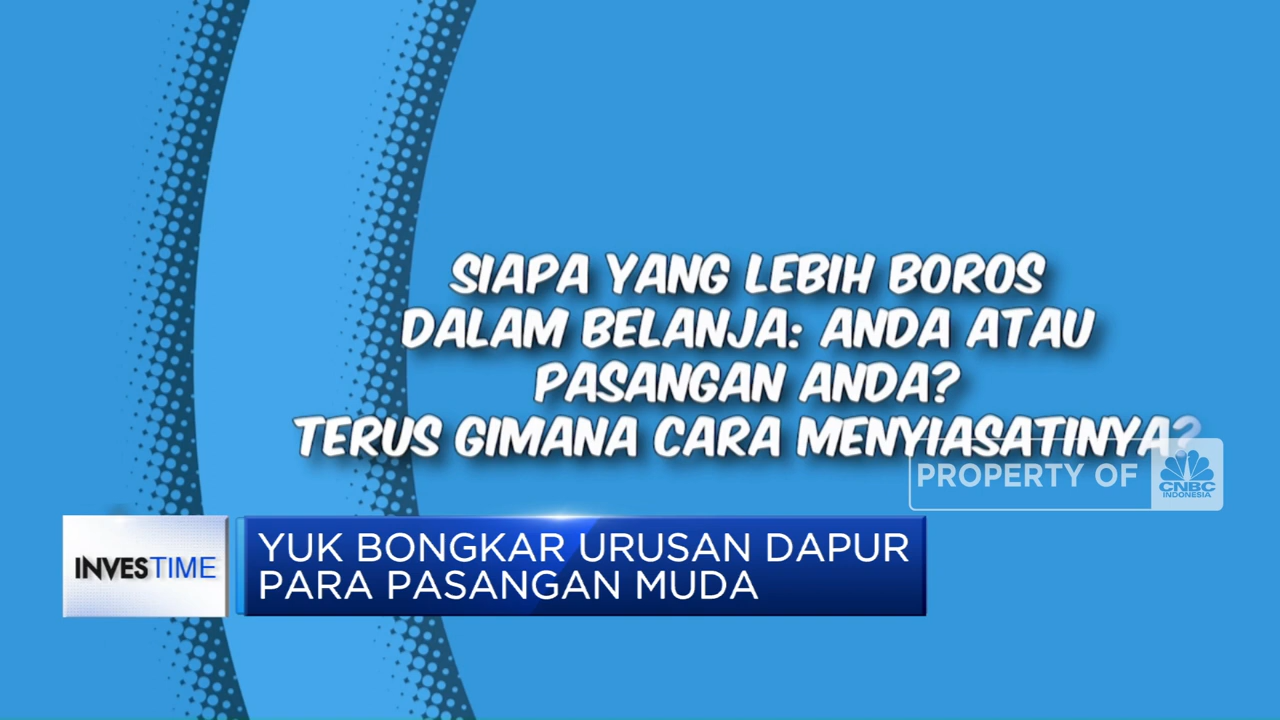 SIAPA YANG LEBIH BOROS
DALAM BELANJA: ANDA ATAU
PASANGAN ANDA?
TERUS GIMANA CARA MENYIASATINYA?
PROPERTY OF
CNBC
INDONESIA
INVESTIME
YUK BONGKAR URUSAN DAPUR
PARA PASANGAN MUDA